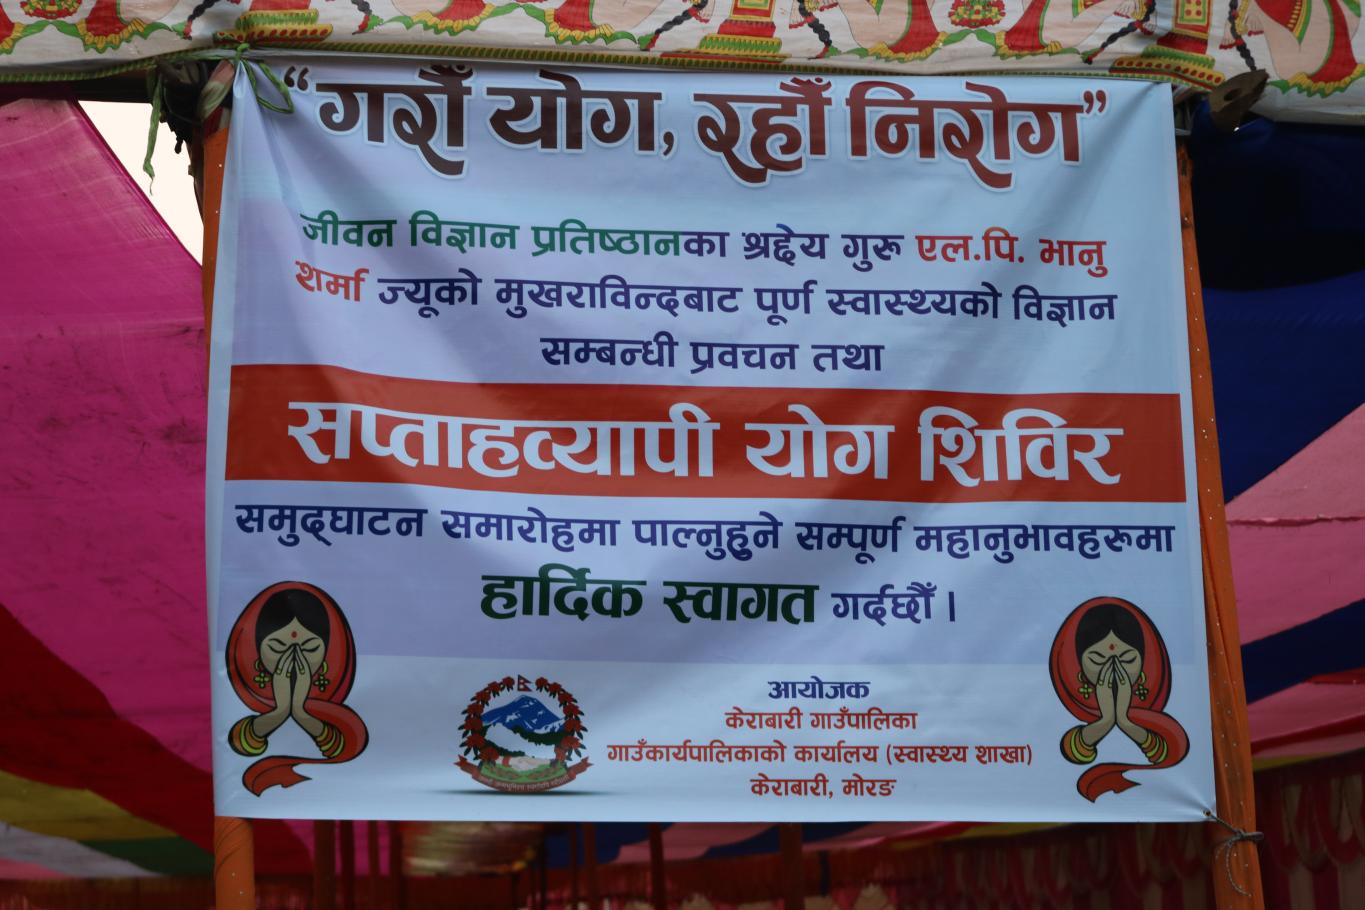 “गरौँ योग, रहौँ निरोग”
जीवन विज्ञान प्रतिष्ठानका श्रद्देय गुरू एल.पि. भानु
शर्मा ज्यूको मुखराविन्दबाट पूर्ण स्वास्थ्यको विज्ञान
सम्बन्धी प्रवचन तथा
सप्ताहव्यापी योग शिविर
समुद्घाटन समारोहमा पाल्नुहुने सम्पूर्ण महानुभावहरूमा
हार्दिक स्वागत गर्दछौँ ।
आयोजक
केराबारी गाउँपालिका
गाउँकार्यपालिकाको कार्यालय (स्वास्थ्य शाखा)
केराबारी, मोरङ